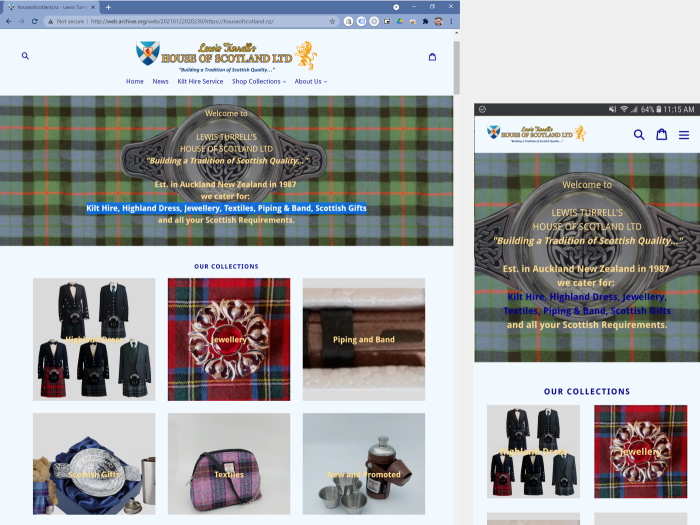 houseofscotland.nz - Lewis Turre
Not secure | http://web.archive.org/web/20210122020230/https://houseofscotland.nz/
Lewis Turrell's
HOUSE OF SCOTLAND LTD
"Building a Tradition of Scottish Quality...."
Home News Kilt Hire Service Shop Collections About Us
Welcome to
LEWIS TURRELL'S
HOUSE OF SCOTLAND LTD
"Building a Tradition of Scottish Quality..."
Est. in Auckland New Zealand in 1987
we cater for:
Kilt Hire, Highland Dress, Jewellery, Textiles, Piping & Band, Scottish Gifts
and all your Scottish Requirements.
OUR COLLECTIONS
Highland Dress
Jewellery
Piping and Band
Scottish Gifts
Textiles
New and Promoted
64% 11:15 AM
Lewis Turrell's
HOUSE OF SCOTLAND LTD
"Building a Tradition of Scottish Quality...."
Welcome to
LEWIS TURRELL'S
HOUSE OF SCOTLAND LTD
"Building a Tradition of Scottish Quality..."
Est. in Auckland New Zealand in 1987
we cater for:
Kilt Hire, Highland Dress, Jewellery,
Textiles, Piping & Band, Scottish Gifts
and all your Scottish Requirements.
OUR COLLECTIONS
Highland Dress
Jewellery